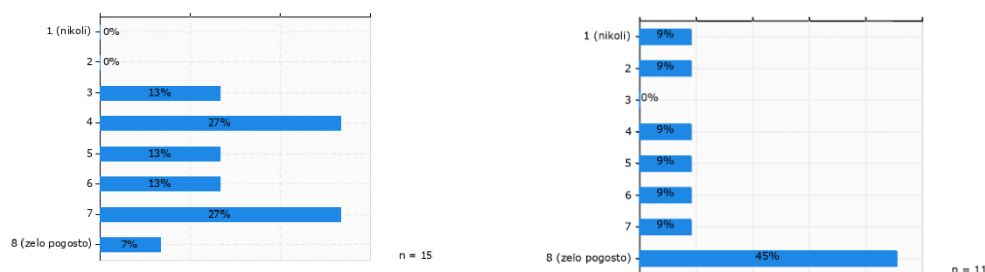 1 (nikoli) 0%
2 0%
3 13%
4 27%
5 13%
6 13%
7 27%
8 (zelo pogosto) 7%
n = 15
1 (nikoli) 9%
2 9%
3 0%
4 9%
5 9%
6 9%
7 9%
8 (zelo pogosto) 45%
n = 11